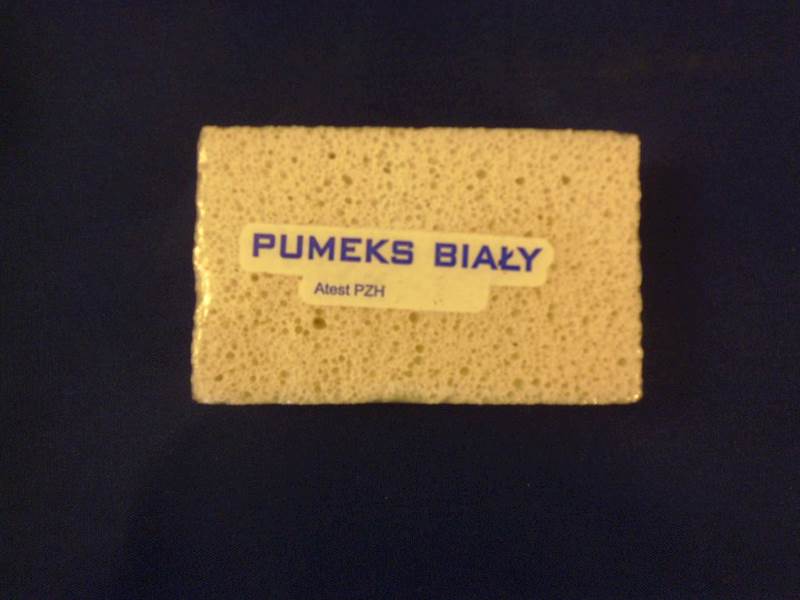 PUMEKS BIAŁY
Atest PZH